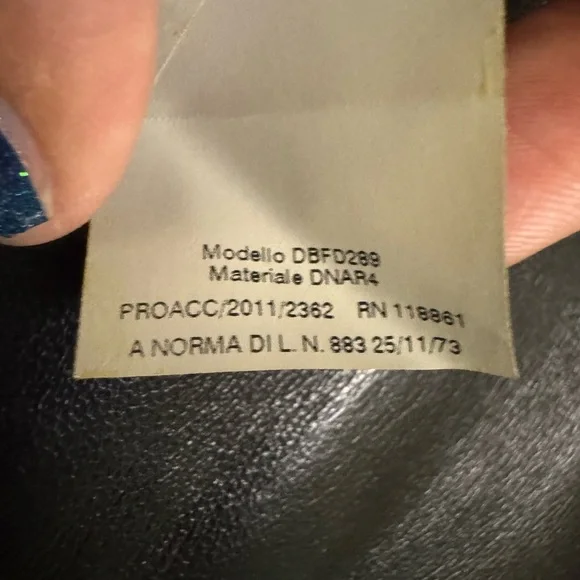 Modello DBFD289
Materiale DNAR4
PROACC/2011/2362 RN 118861
A NORMA DI L. N. 883 25/11/73